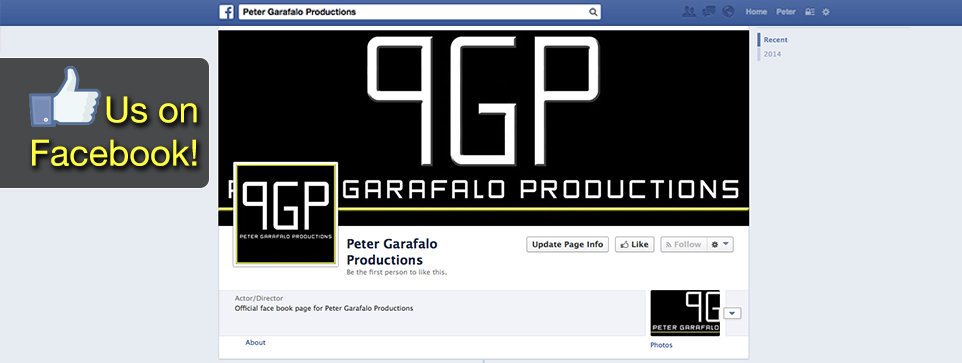 Peter Garafalo Productions
Home Peter
Recent
2014
Us on
Facebook!
PGP
P GARAFALO PRODUCTIONS
PGP
PETER GARAFALO PRODUCTIONS
Peter Garafalo
Productions
Be the first person to like this.
Update Page Info
Like
Follow
Actor/Director
Official face book page for Peter Garafalo Productions
PG
PETER GARAFALO
About
Photos